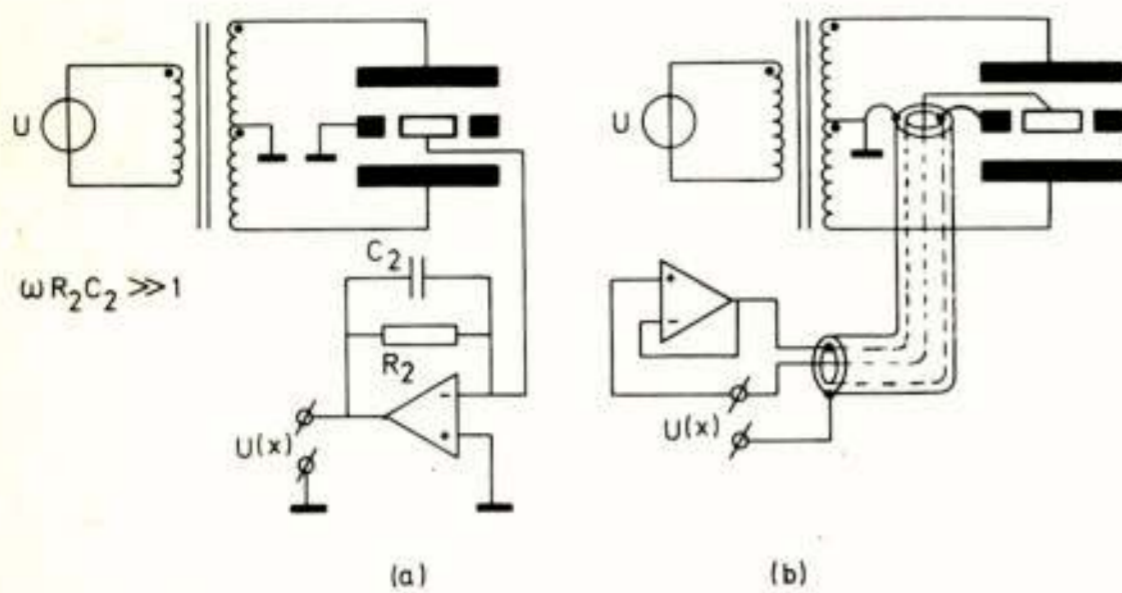 U
U
C₂
ωR₂C₂ ≫ 1
R₂
-
+
U(x)
+
-
U(x)
(a)
(b)